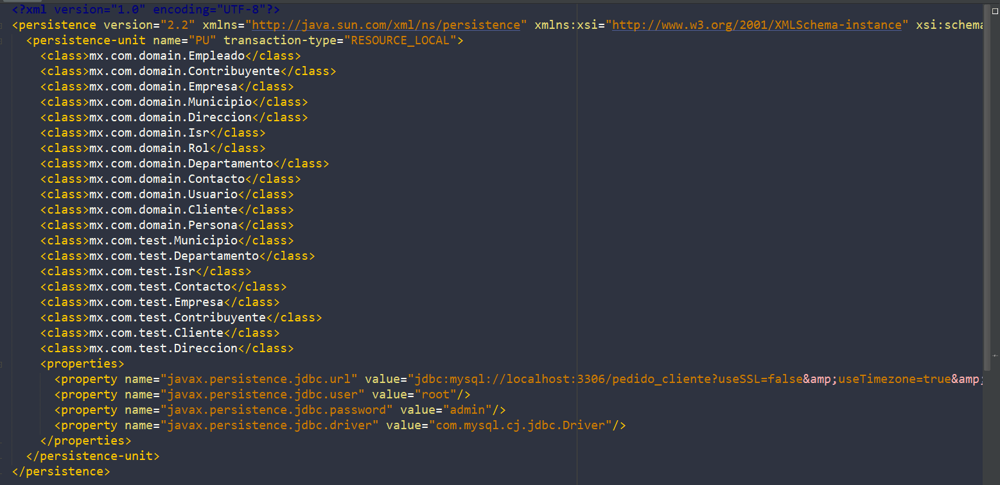 <?xml version="1.0" encoding="UTF-8"?>
<persistence version="2.2" xmlns="http://java.sun.com/xml/ns/persistence" xmlns:xsi="http://www.w3.org/2001/XMLSchema-instance" xsi:schema
<persistence-unit name="PU" transaction-type="RESOURCE_LOCAL">
<class>mx.com.domain.Empleado</class>
<class>mx.com.domain.Contribuyente</class>
<class>mx.com.domain.Empresa</class>
<class>mx.com.domain.Municipio</class>
<class>mx.com.domain.Direccion</class>
<class>mx.com.domain.Isr</class>
<class>mx.com.domain.Rol</class>
<class>mx.com.domain.Departamento</class>
<class>mx.com.domain.Contacto</class>
<class>mx.com.domain.Usuario</class>
<class>mx.com.domain.Cliente</class>
<class>mx.com.domain.Persona</class>
<class>mx.com.test.Municipio</class>
<class>mx.com.test.Departamento</class>
<class>mx.com.test.Isr</class>
<class>mx.com.test.Contacto</class>
<class>mx.com.test.Empresa</class>
<class>mx.com.test.Contribuyente</class>
<class>mx.com.test.Cliente</class>
<class>mx.com.test.Direccion</class>
<properties>
<property name="javax.persistence.jdbc.url" value="jdbc:mysql://localhost:3306/pedido_cliente?useSSL=false&amp;useTimezone=true&amp;
<property name="javax.persistence.jdbc.user" value="root"/>
<property name="javax.persistence.jdbc.password" value="admin"/>
<property name="javax.persistence.jdbc.driver" value="com.mysql.cj.jdbc.Driver"/>
</properties>
</persistence-unit>
</persistence>